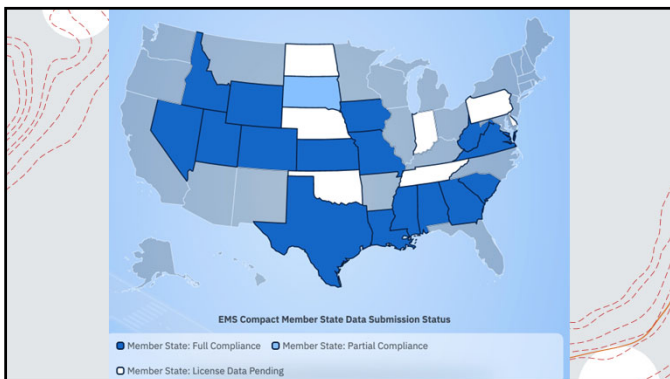 EMS Compact Member State Data Submission Status
Member State: Full Compliance Member State: Partial Compliance
Member State: License Data Pending